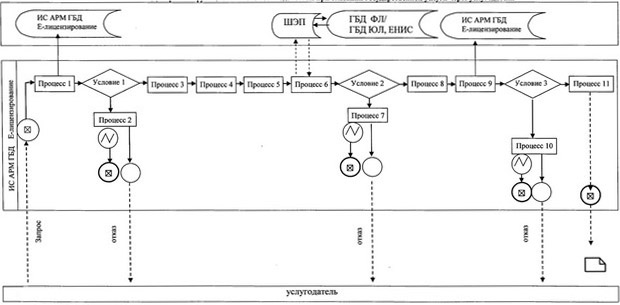 ИС АРМ ГБД
Е-лицензирование
ШЭП
ГБД ФЛ/
ГБД ЮЛ, ЕНИС
ИС АРМ ГБД
Е-лицензирование
ИС АРМ ГБД Е-лицензирование
Процесс 1
Условие 1
Процесс 3
Процесс 4
Процесс 5
Процесс 6
Условие 2
Процесс 8
Процесс 9
Условие 3
Процесс 11
Процесс 2
Процесс 7
Процесс 10
Запрос
отказ
отказ
отказ
услугодатель